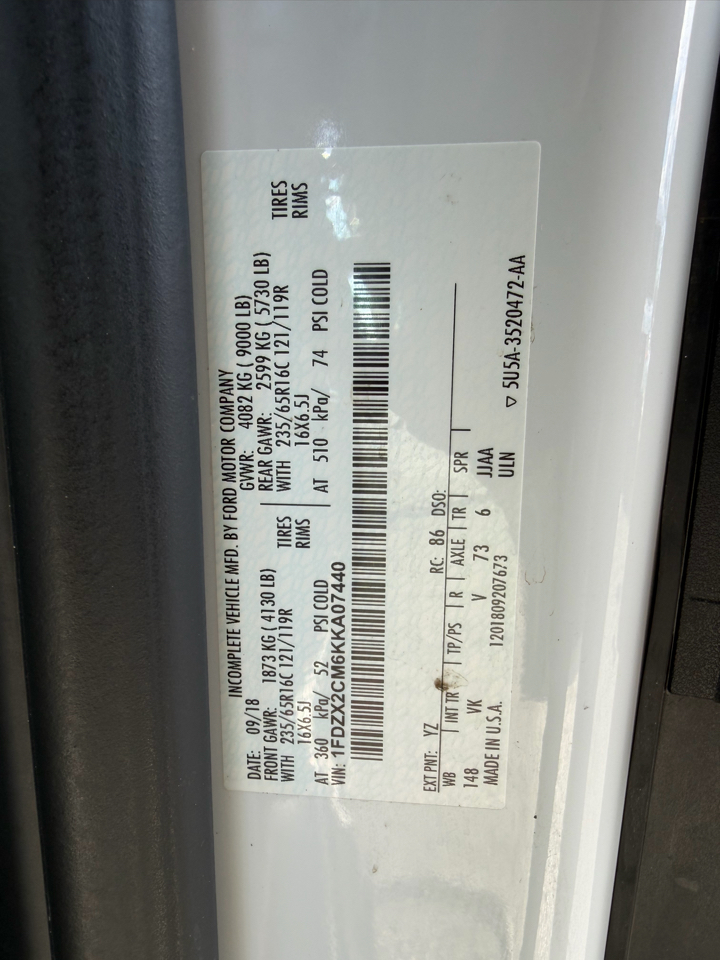 INCOMPLETE VEHICLE MFD. BY FORD MOTOR COMPANY
DATE: 09/18 GVWR: 4082 KG ( 9000 LB)
FRONT GAWR: 1873 KG ( 4130 LB) REAR GAWR: 2599 KG ( 5730 LB)
WITH 235/65R16C 121/119R TIRES WITH 235/65R16C 121/119R TIRES
16X6.5J RIMS 16X6.5J RIMS
AT 360 kPa/ 52 PSI COLD AT 510 kPa/ 74 PSI COLD
VIN: 1FDZX2CM6KKA07440
EXT PNT: YZ RC: 86 DSO:
WB INT TR TP/PS R AXLE TR SPR
148 VK V 73 6 JJAA
MADE IN U.S.A. 1201809207673 ULN
▽ 5U5A-3520472-AA